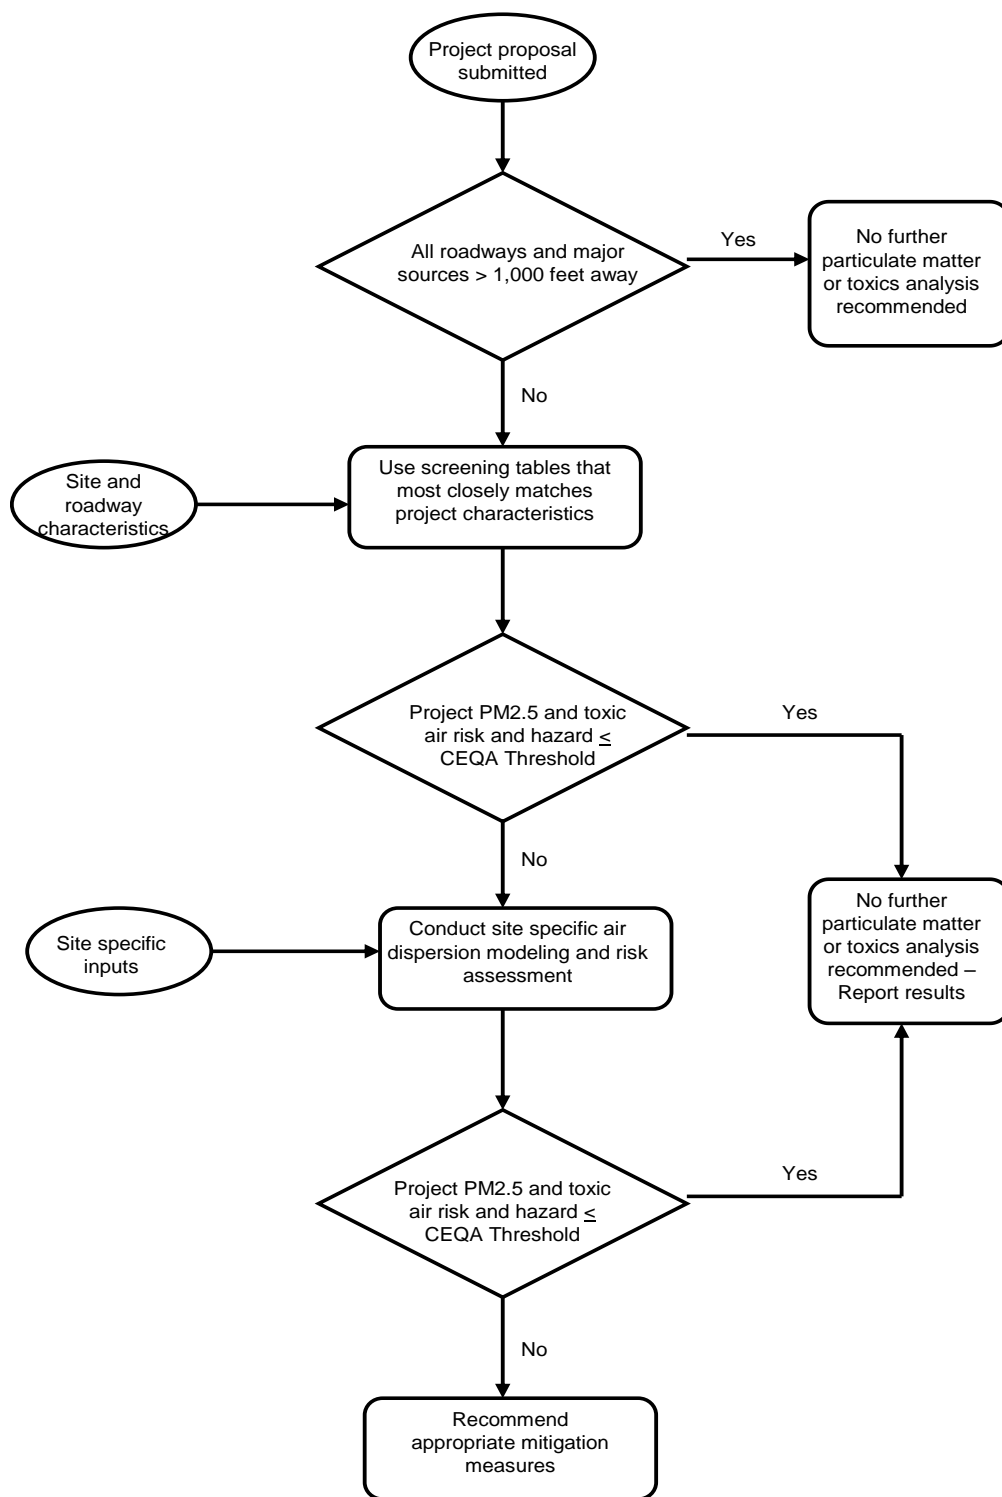 Project proposal
submitted
All roadways and major
sources > 1,000 feet away
Yes
No further
particulate matter
or toxics analysis
recommended
No
Site and
roadway
characteristics
Use screening tables that
most closely matches
project characteristics
Project PM2.5 and toxic
air risk and hazard ≤
CEQA Threshold
Yes
No
Site specific
inputs
Conduct site specific air
dispersion modeling and risk
assessment
No further
particulate matter
or toxics analysis
recommended –
Report results
Project PM2.5 and toxic
air risk and hazard ≤
CEQA Threshold
Yes
No
Recommend
appropriate mitigation
measures